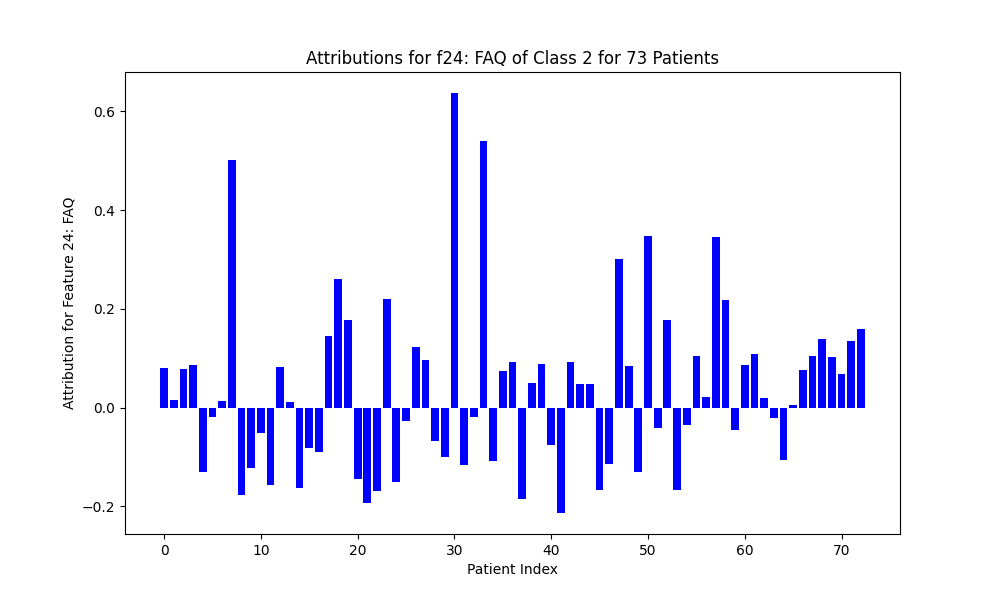 Attributions for f24: FAQ of Class 2 for 73 Patients
Attribution for Feature 24: FAQ
0.6
0.4
0.2
0.0
−0.2
0 10 20 30 40 50 60 70
Patient Index